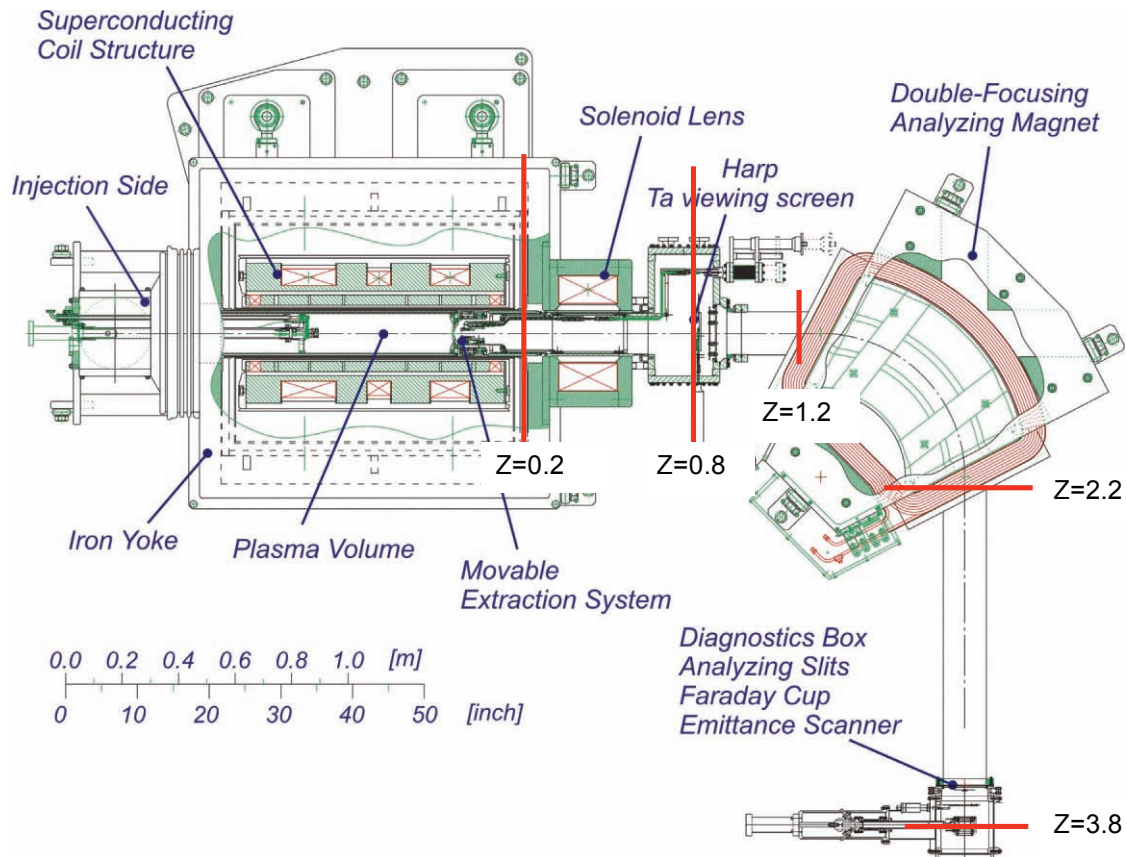 Superconducting
Coil Structure
Double-Focusing
Analyzing Magnet
Solenoid Lens
Harp
Ta viewing screen
Injection Side
Z=1.2
Z=0.2
Z=0.8
Z=2.2
Iron Yoke
Plasma Volume
Movable
Extraction System
Diagnostics Box
Analyzing Slits
Faraday Cup
Emittance Scanner
0.0 0.2 0.4 0.6 0.8 1.0 [m]
0 10 20 30 40 50 [inch]
Z=3.8